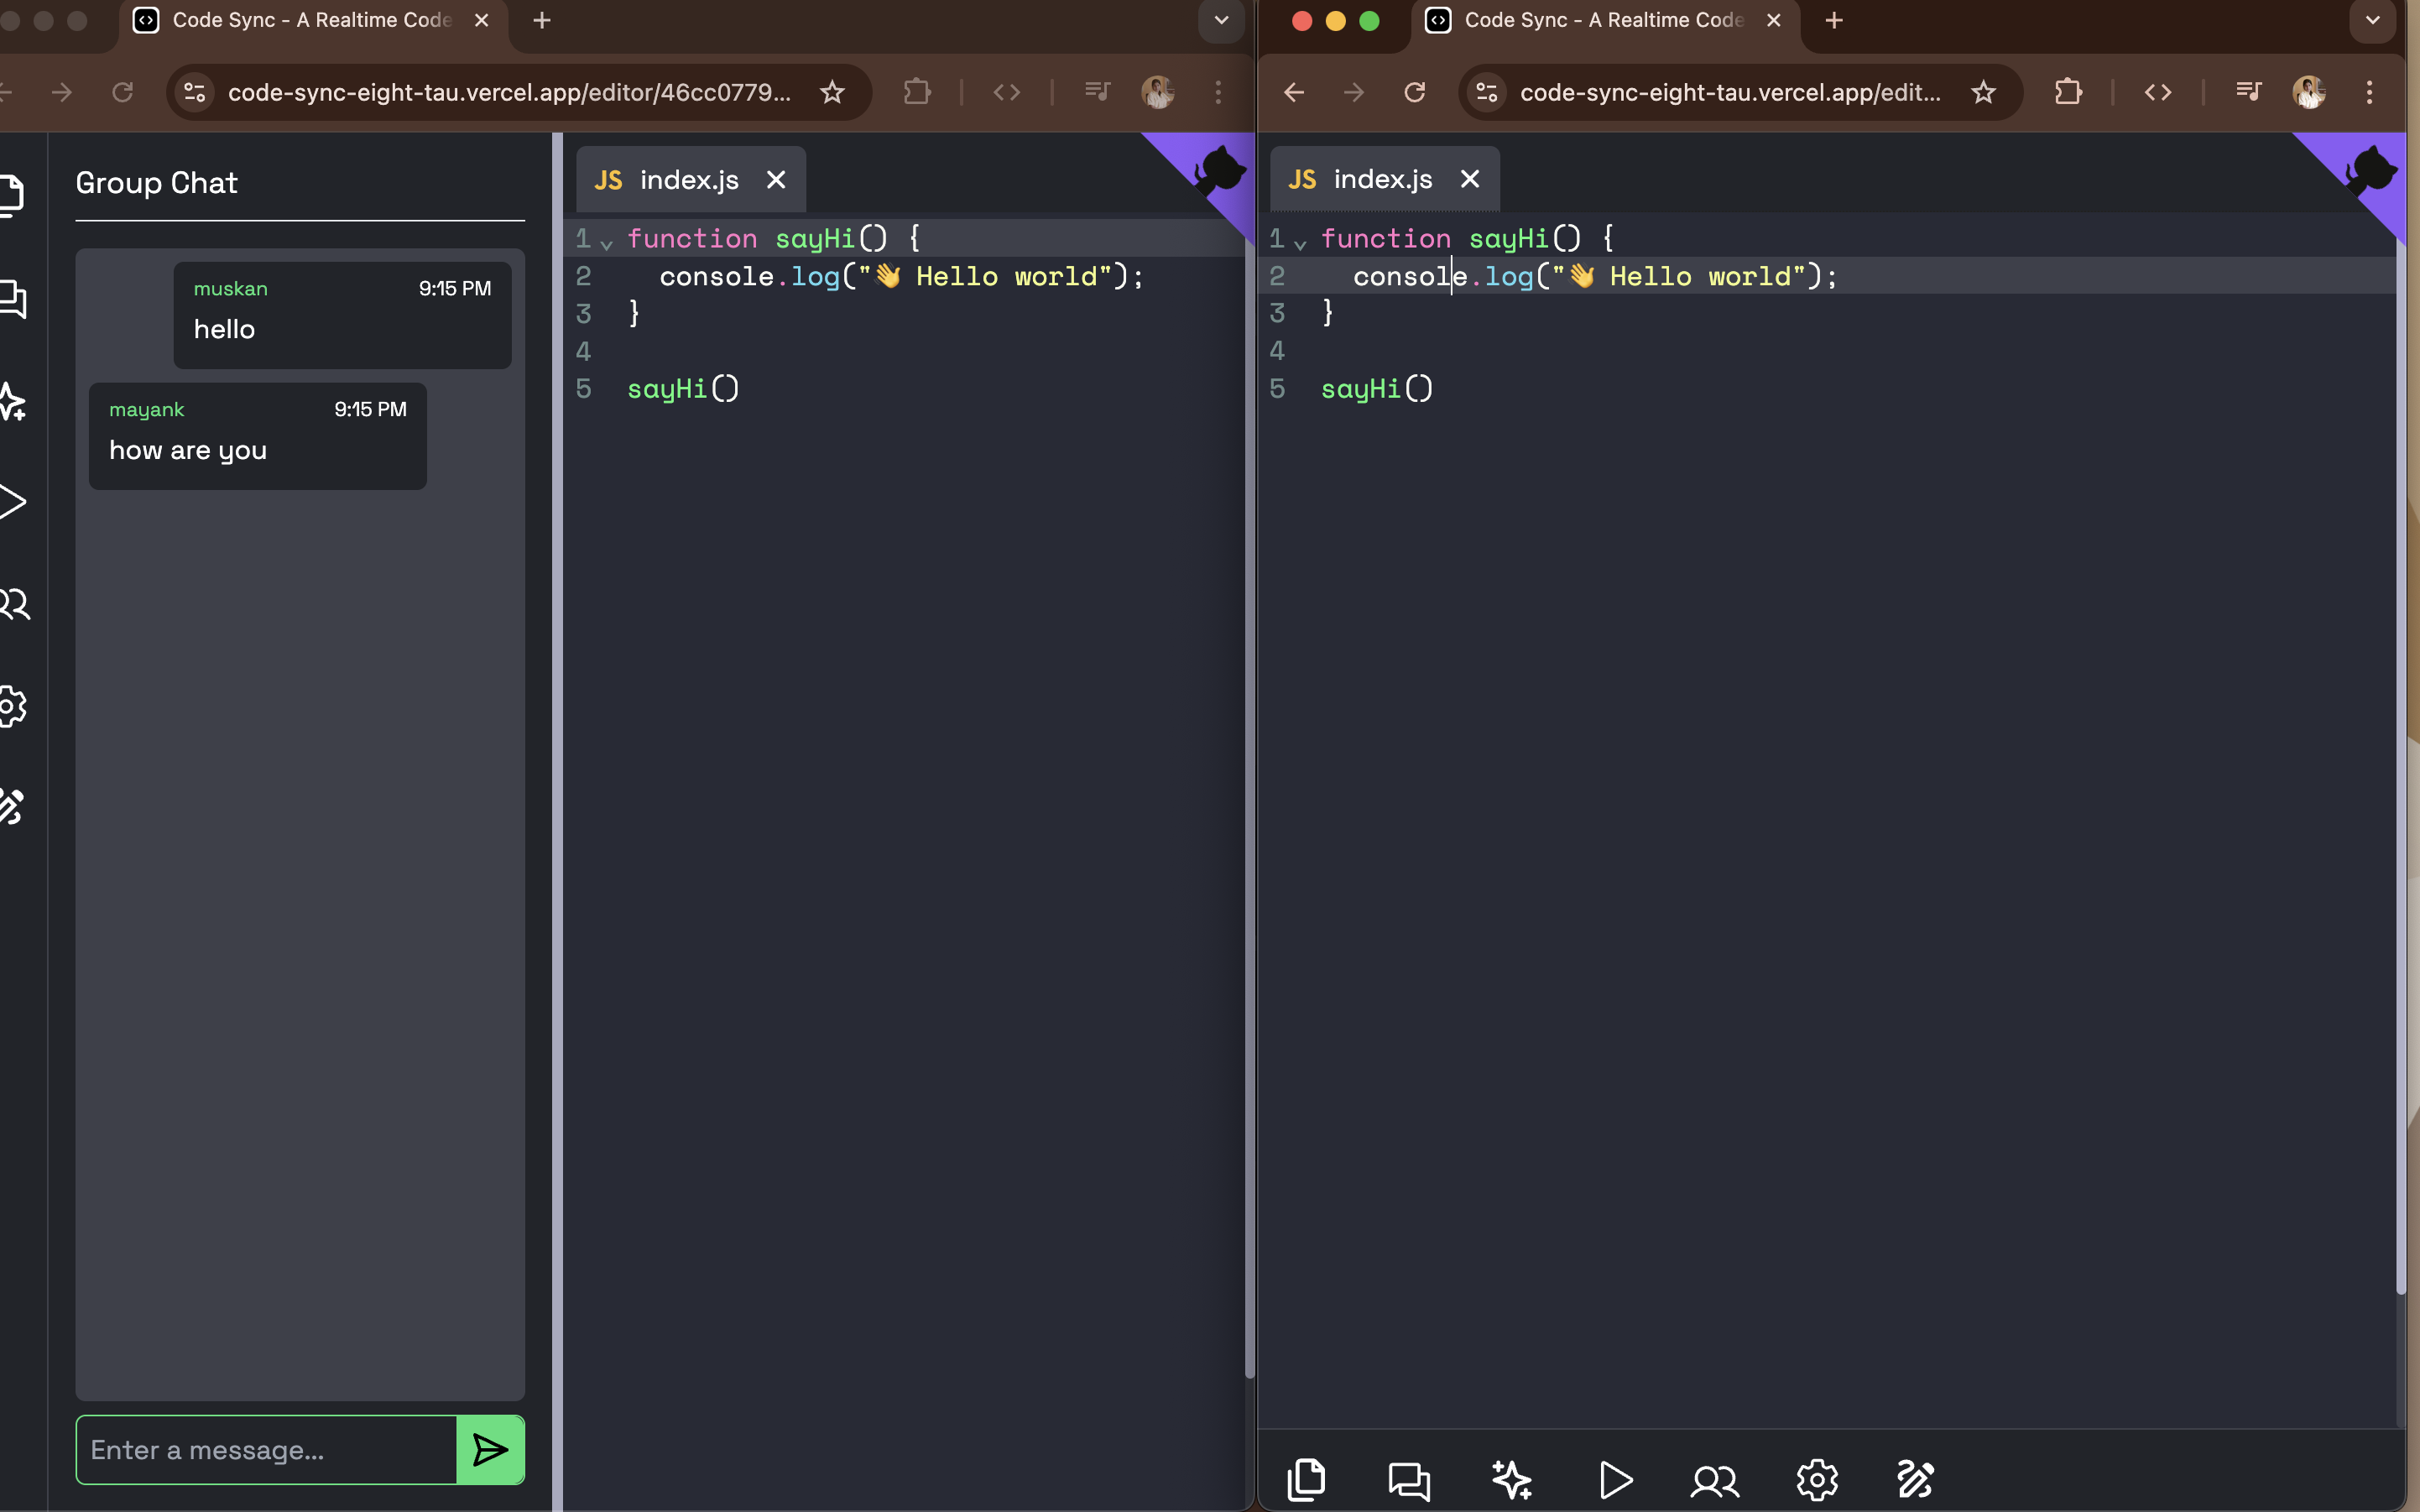 Code Sync - A Realtime Code
code-sync-eight-tau.vercel.app/editor/46cc0779...
Group Chat
muskan 9:15 PM
hello
mayank 9:15 PM
how are you
Enter a message...
JS index.js
1 function sayHi() {
2 console.log("👋 Hello world");
3 }
4
5 sayHi()
Code Sync - A Realtime Code
code-sync-eight-tau.vercel.app/edit...
JS index.js
1 function sayHi() {
2 console.log("👋 Hello world");
3 }
4
5 sayHi()